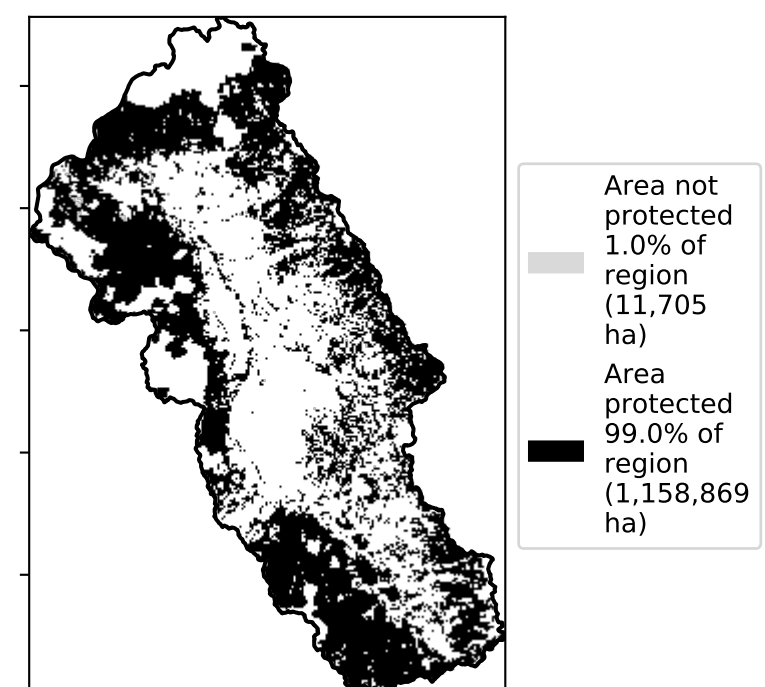 Area not
protected
1.0% of
region
(11,705
ha)
Area
protected
99.0% of
region
(1,158,869
ha)